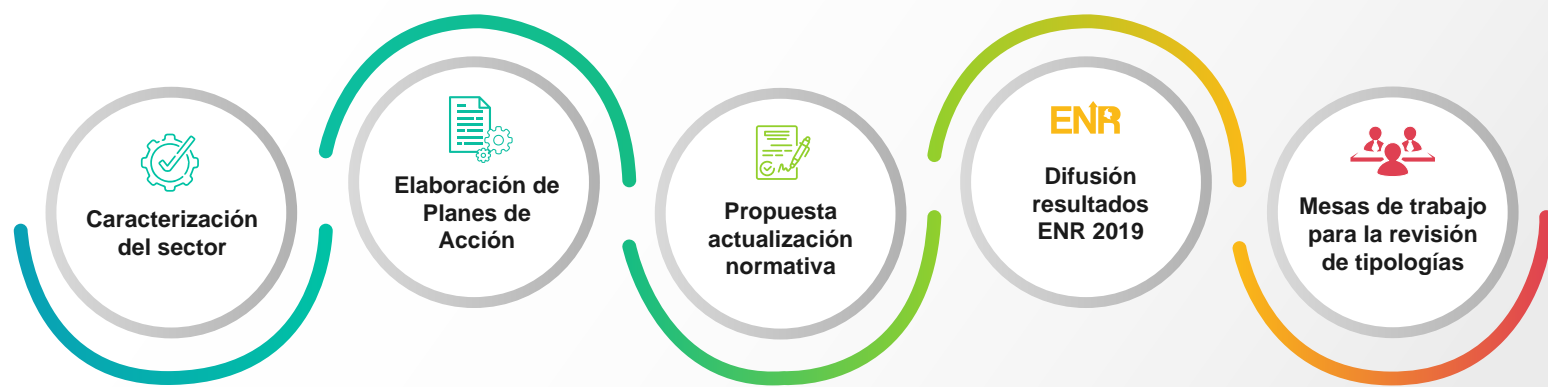 Caracterización
del sector
Elaboración de
Planes de
Acción
Propuesta
actualización
normativa
ENR
Difusión
resultados
ENR 2019
Mesas de trabajo
para la revisión
de tipologías